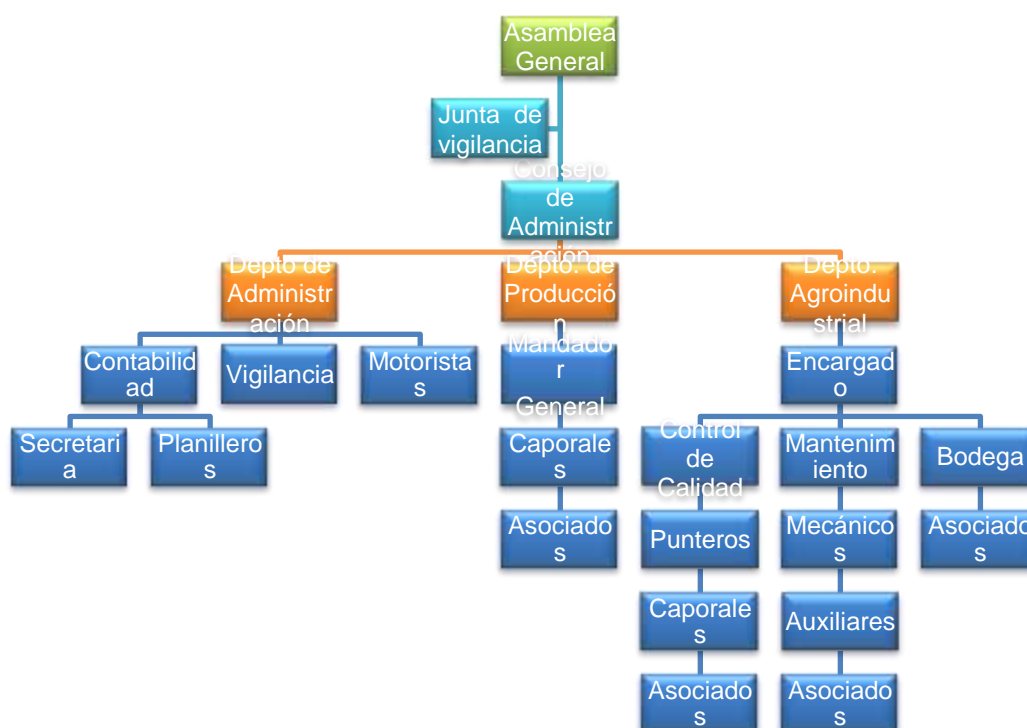 Asamblea
General
Junta de
vigilancia
Consejo
de
Administr
ación
Depto de
Administr
ación
Depto. de
Producció
n
Depto.
Agroindu
strial
Contabilid
ad
Vigilancia
Motorista
s
Mandador
r
General
Encargad
o
Secretari
a
Planillero
s
Caporale
s
Control
de
Calidad
Mantenim
iento
Bodega
Asociado
s
Punteros
Mecánico
s
Asociado
s
Caporale
s
Auxiliares
Asociado
s
Asociado
s